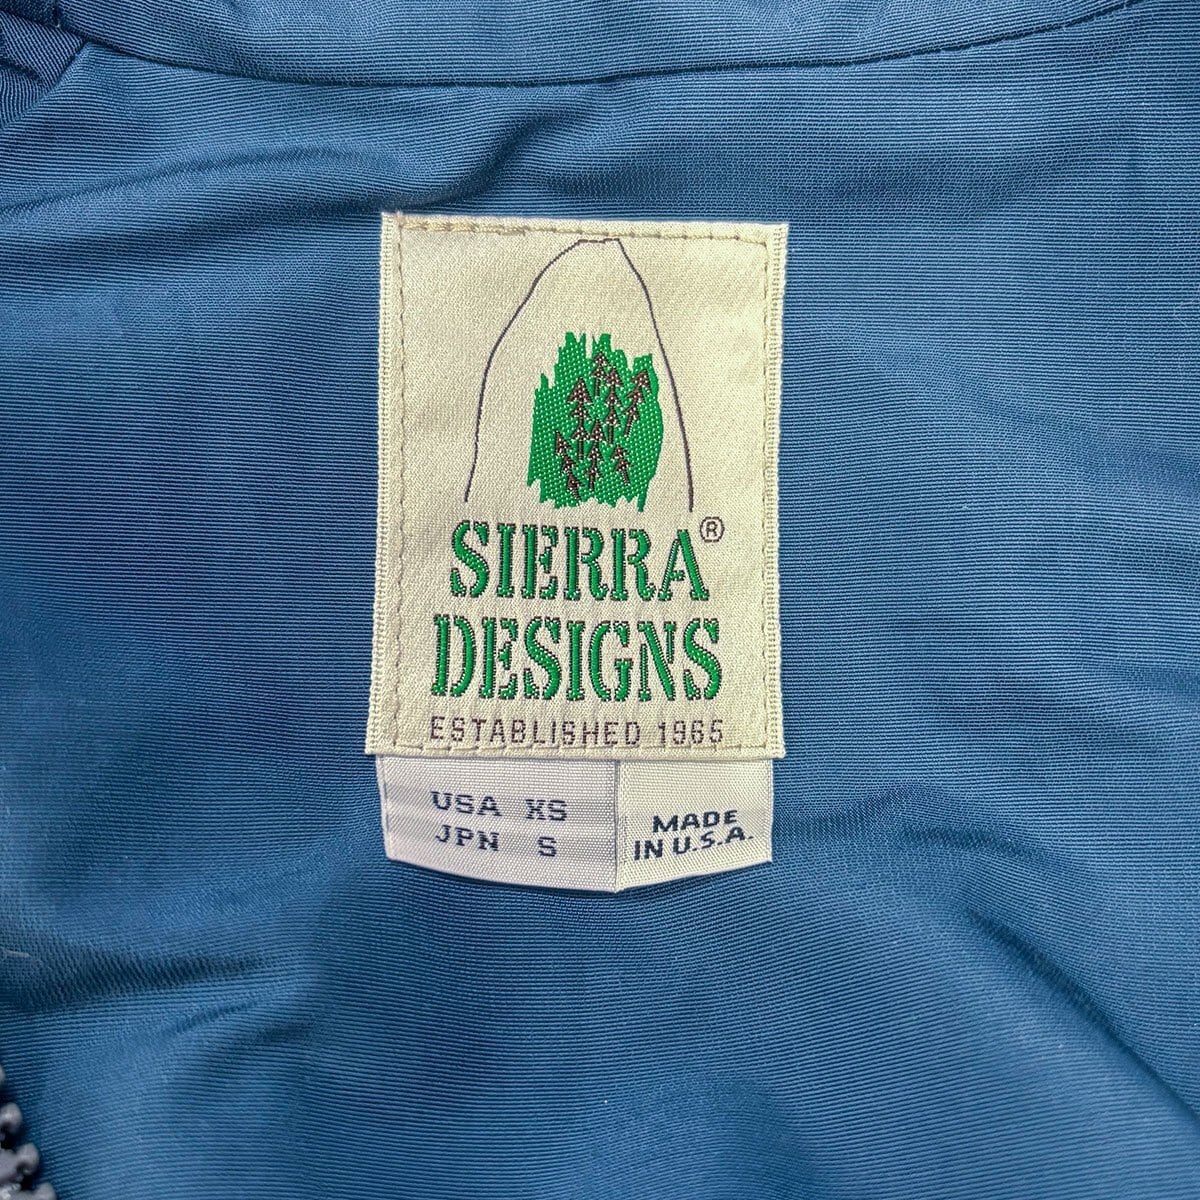 SIERRA®
DESIGNS
ESTABLISHED 1965
USA XS
JPN S
MADE
IN U.S.A.